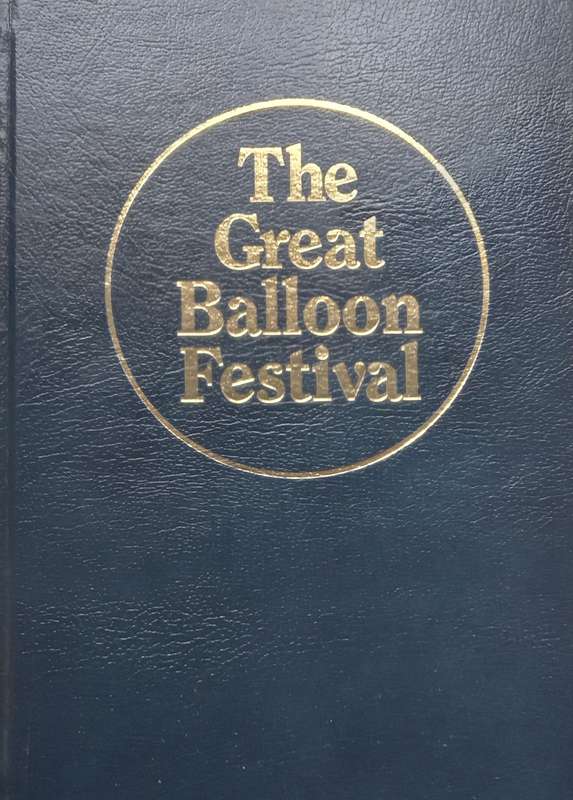 The
Great
Balloon
Festival